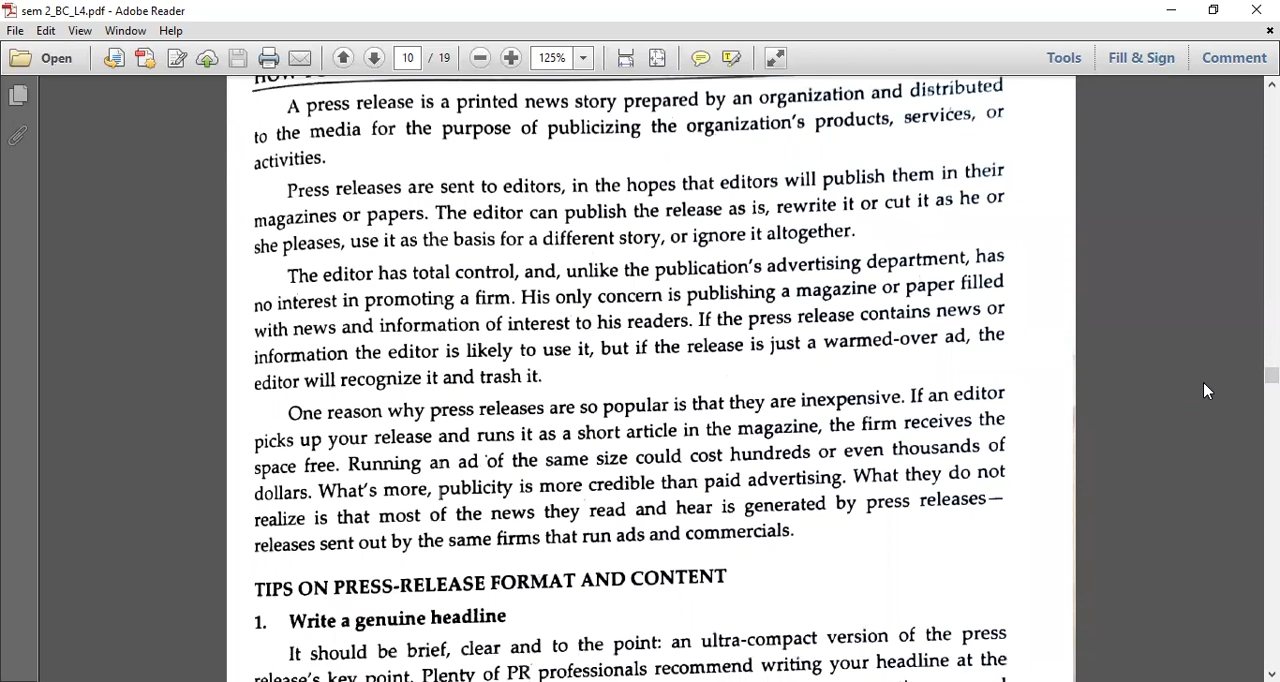 sem 2_BC_L4.pdf - Adobe Reader
File Edit View Window Help
Open 10 / 19 125% Tools Fill & Sign Comment
A press release is a printed news story prepared by an organization and distributed
to the media for the purpose of publicizing the organization's products, services, or
activities.
Press releases are sent to editors, in the hopes that editors will publish them in their
magazines or papers. The editor can publish the release as is, rewrite it or cut it as he or
she pleases, use it as the basis for a different story, or ignore it altogether.
The editor has total control, and, unlike the publication's advertising department, has
no interest in promoting a firm. His only concern is publishing a magazine or paper filled
with news and information of interest to his readers. If the press release contains news or
information the editor is likely to use it, but if the release is just a warmed-over ad, the
editor will recognize it and trash it.
One reason why press releases are so popular is that they are inexpensive. If an editor
picks up your release and runs it as a short article in the magazine, the firm receives the
space free. Running an ad of the same size could cost hundreds or even thousands of
dollars. What's more, publicity is more credible than paid advertising. What they do not
realize is that most of the news they read and hear is generated by press releases—
releases sent out by the same firms that run ads and commercials.
TIPS ON PRESS-RELEASE FORMAT AND CONTENT
1. Write a genuine headline
It should be brief, clear and to the point: an ultra-compact version of the press
release's key point. Plenty of PR professionals recommend writing your headline at the